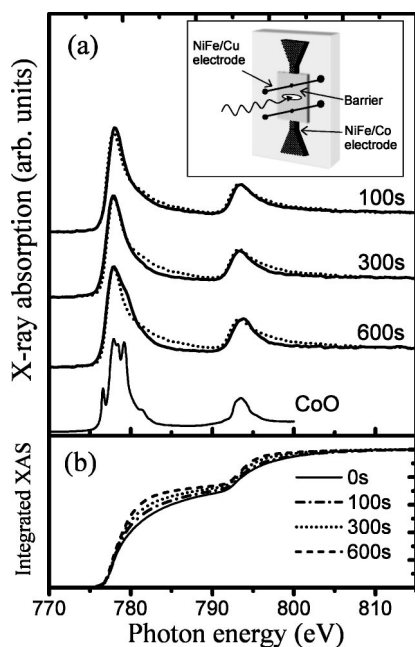 (a)
NiFe/Cu
electrode
Barrier
NiFe/Co
electrode
X-ray absorption (arb. units)
100s
300s
600s
CoO
Integrated XAS
(b)
0s
100s
300s
600s
770 780 790 800 810
Photon energy (eV)